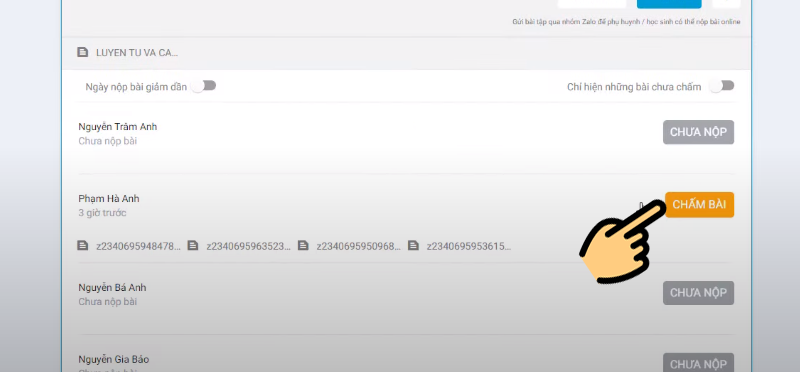 Gửi bài tập qua nhóm Zalo để phụ huynh / học sinh có thể nộp bài online
LUYEN TU VA CA...
Ngày nộp bài giảm dần
Chỉ hiện những bài chưa chấm
Nguyễn Trâm Anh
Chưa nộp bài
CHƯA NỘP
Phạm Hà Anh
3 giờ trước
CHẤM BÀI
z2340695948478... z2340695963523... z2340695950968... z2340695953615...
Nguyễn Bá Anh
Chưa nộp bài
CHƯA NỘP
Nguyễn Gia Bảo
Chưa nộp bài
CHƯA NỘP